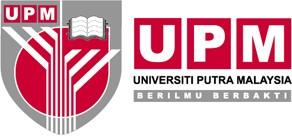 UPM
UPM
UNIVERSITI PUTRA MALAYSIA
BERILMU BERBAKTI